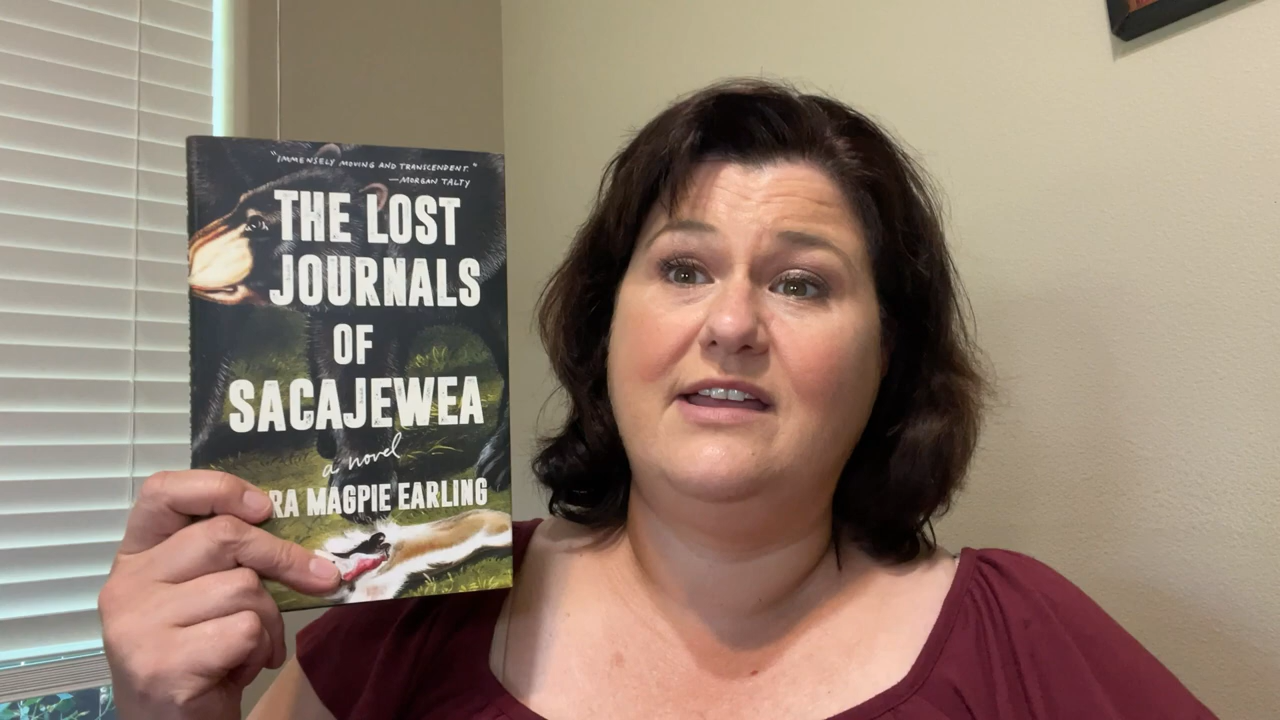 "IMMENSELY MOVING AND TRANSCENDENT."
—MORGAN TALTY
THE LOST
JOURNALS
OF
SACAJEWEA
a novel
RA MAGPIE EARLING